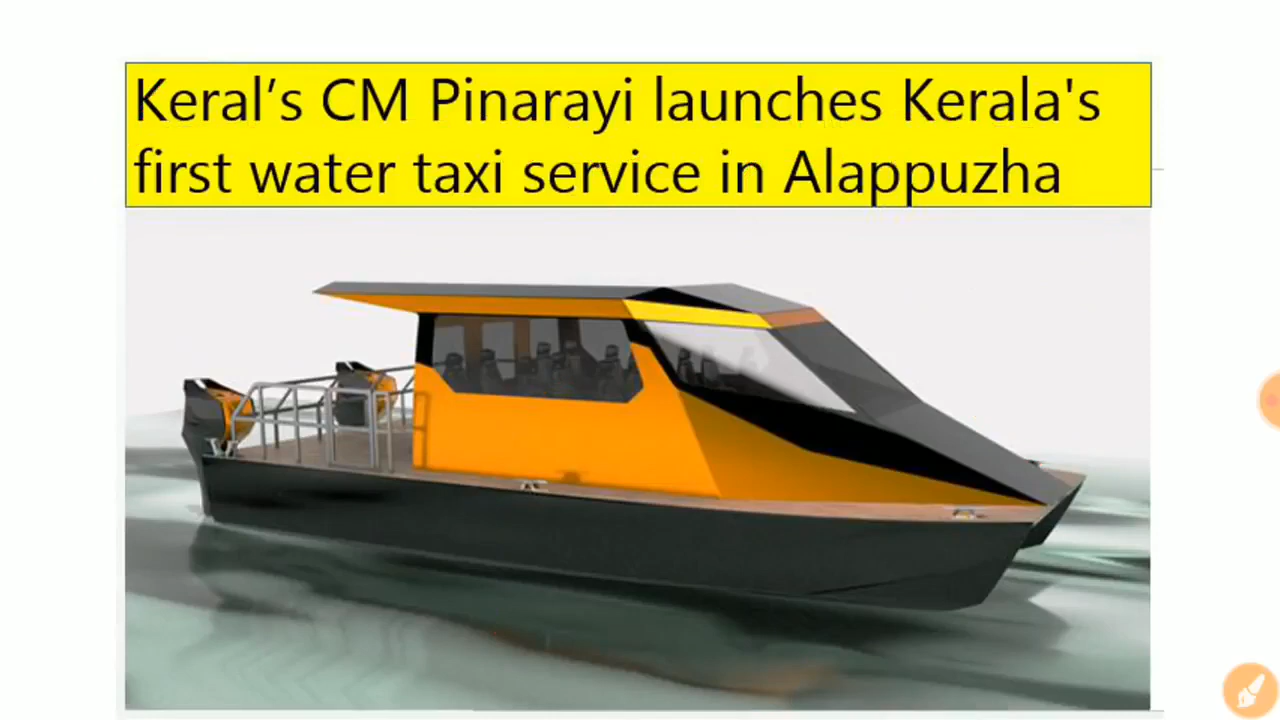 Keral’s CM Pinarayi launches Kerala's
first water taxi service in Alappuzha